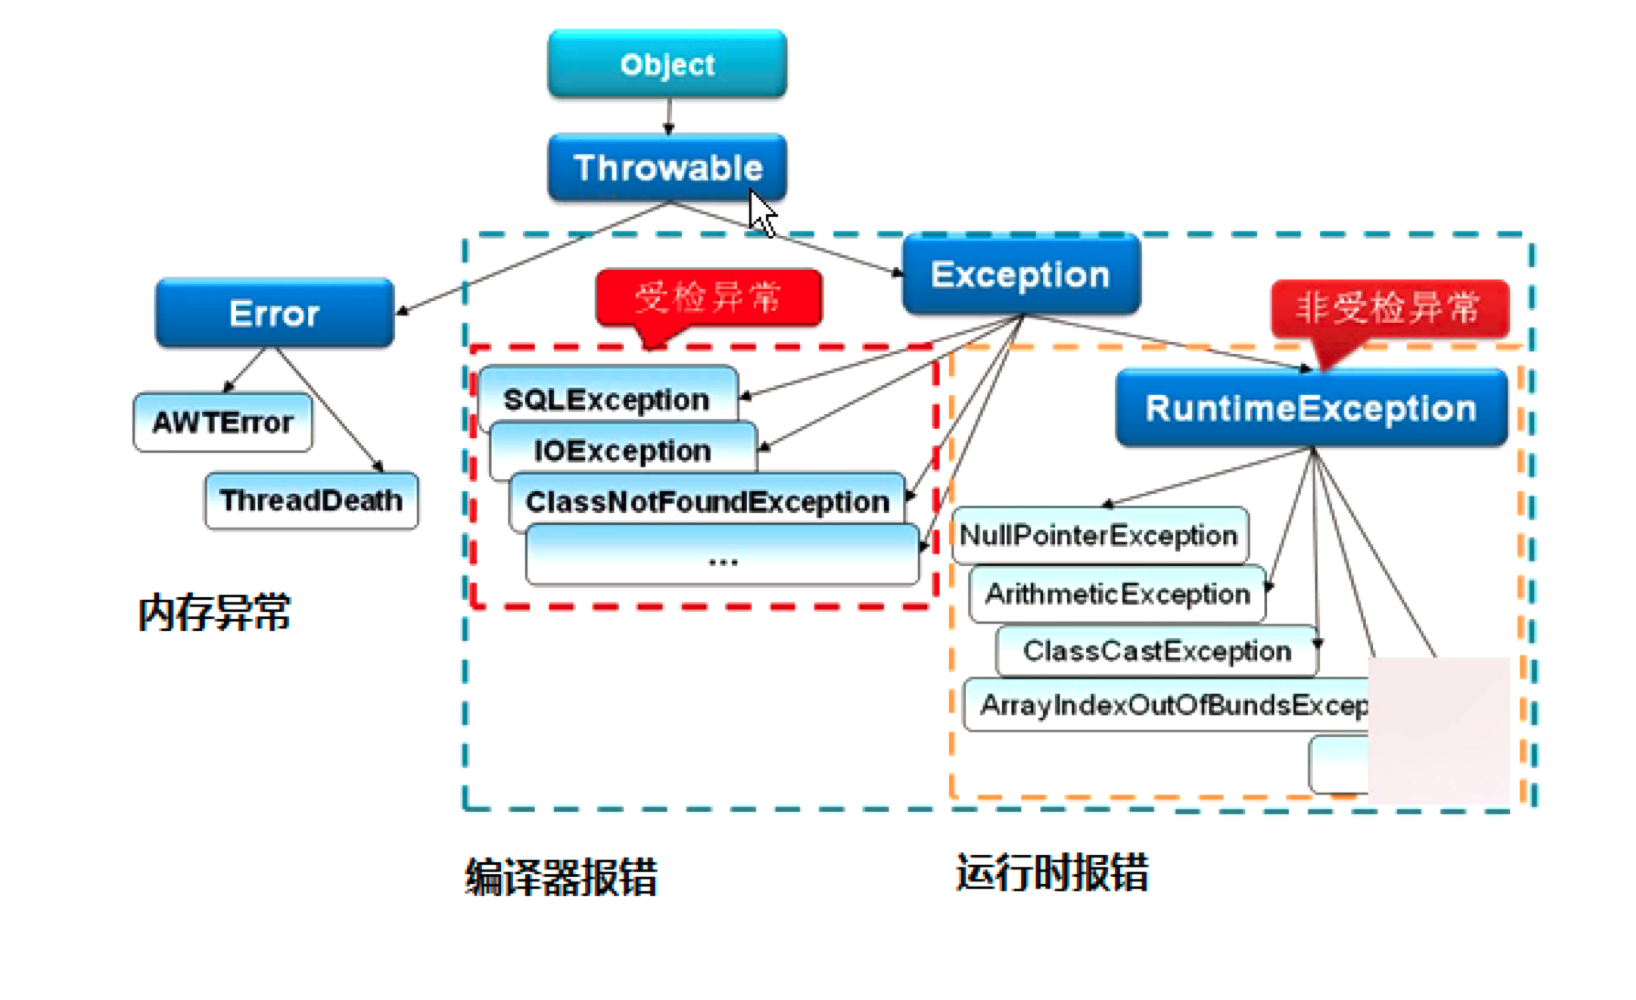 Object
Throwable
Exception
受检异常
非受检异常
Error
SQLException
RuntimeException
AWTError
IOException
ThreadDeath
ClassNotFoundException
...
NullPointerException
ArithmeticException
内存异常
ClassCastException
ArrayIndexOutOfBundsExcep
编译器报错
运行时报错